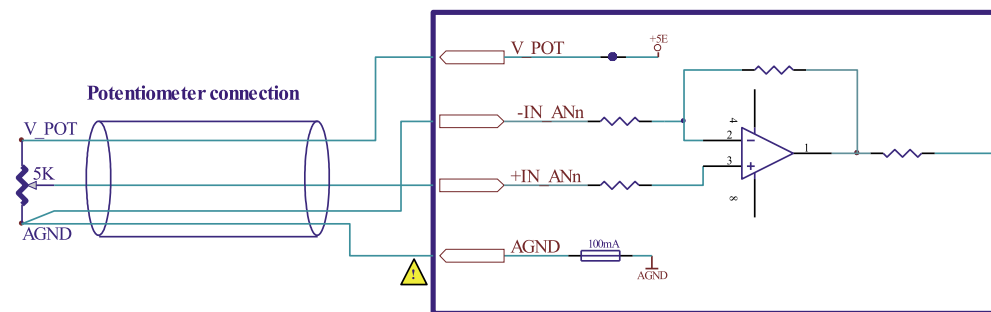 Potentiometer connection
V_POT
5K
AGND
V_POT
+5E
-IN_ANn
+IN_ANn
AGND
100mA
AGND
!
4
2
3
1
8
-
+